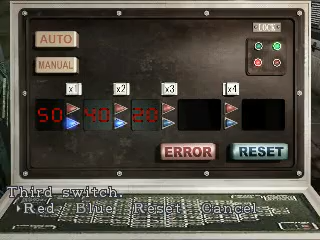 LOCK
AUTO
MANUAL
x1 x2 x3 x4
50 40 20
ERROR RESET
Third switch.
Red Blue Reset Cancel